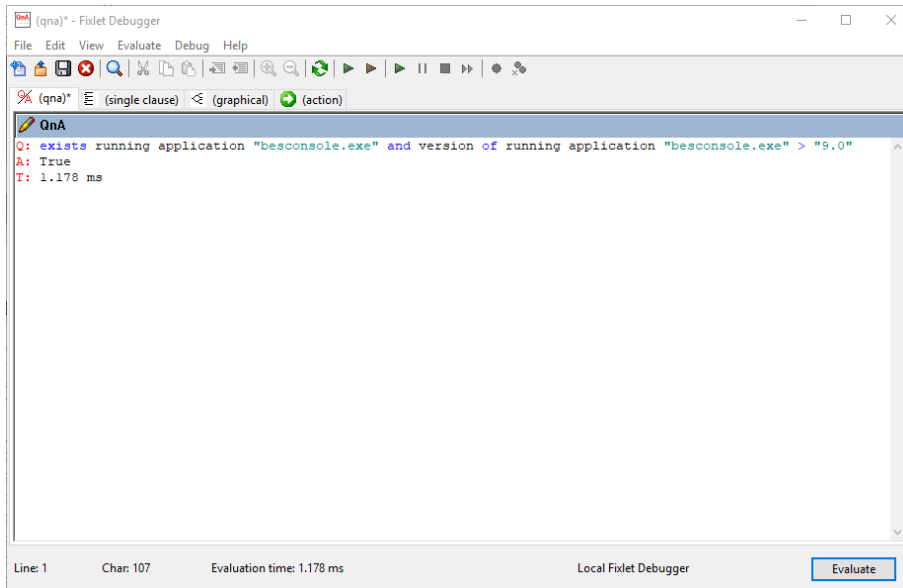 QnA (qna)* - Fixlet Debugger
File Edit View Evaluate Debug Help
(qna)* (single clause) (graphical) (action)
QnA
Q: exists running application "besconsole.exe" and version of running application "besconsole.exe" > "9.0"
A: True
T: 1.178 ms
Line: 1 Char: 107 Evaluation time: 1.178 ms Local Fixlet Debugger Evaluate